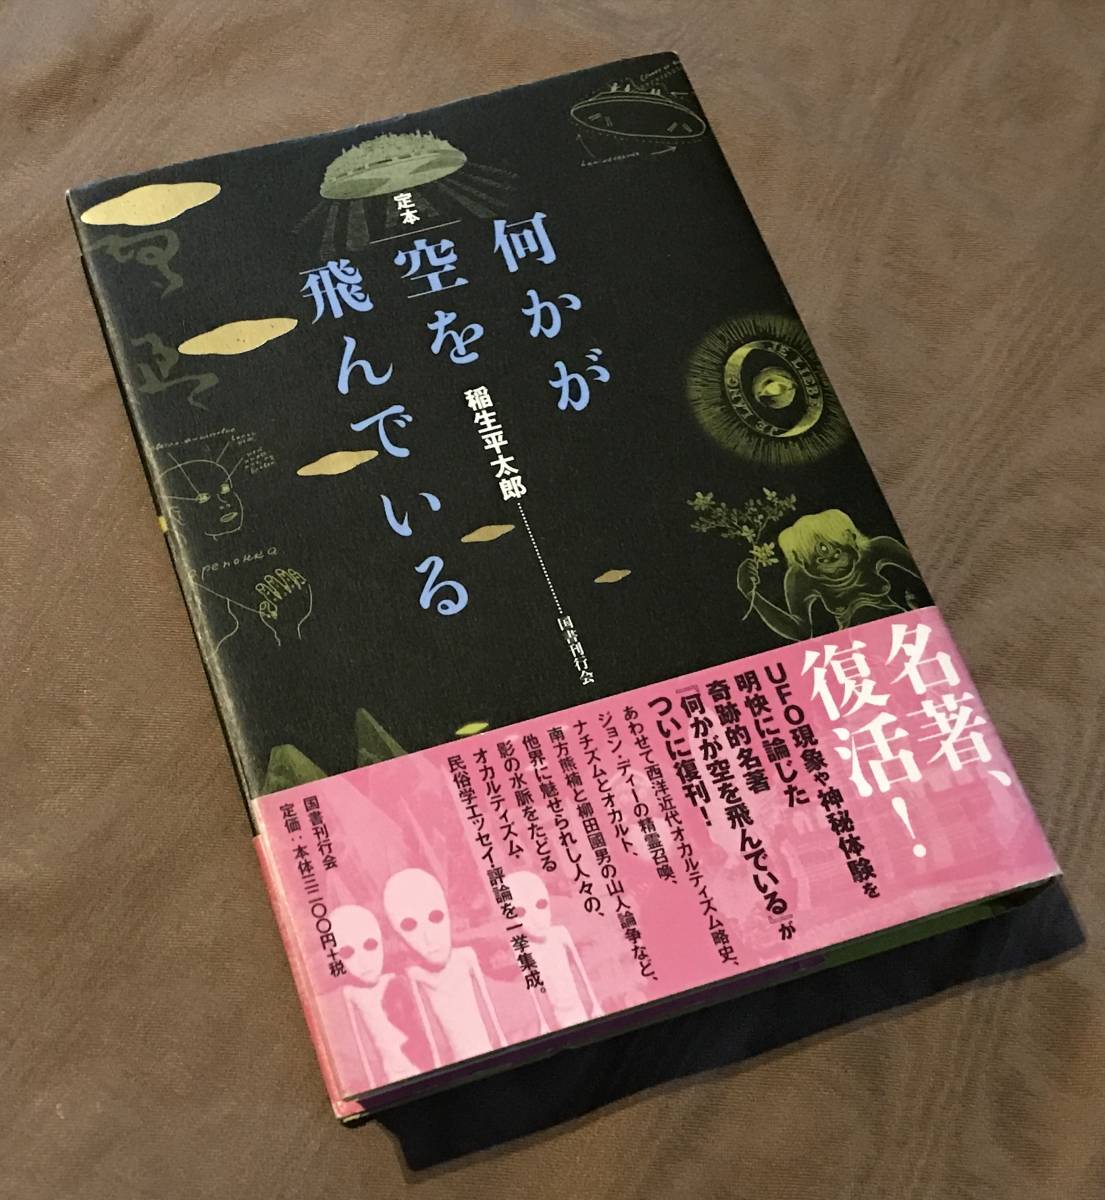 定本
何かが
空を
飛んでいる
稲生平太郎
国書刊行会
JE LIERS
名著、
復活！
UFO現象や神秘体験を
明快に論じた
奇跡的名著
『何かが空を飛んでいる』が
ついに復刊！
あわせて西洋近代オカルティズム略史、
ジョン・ディーの精霊召喚、
ナチズムとオカルト、
南方熊楠と柳田國男の山人論争など、
他界に魅せられし人々の、
影の水脈をたどる
オカルティズム・
民俗学エッセイ・評論を一挙集成。
国書刊行会
定価：本体三二〇〇円+税